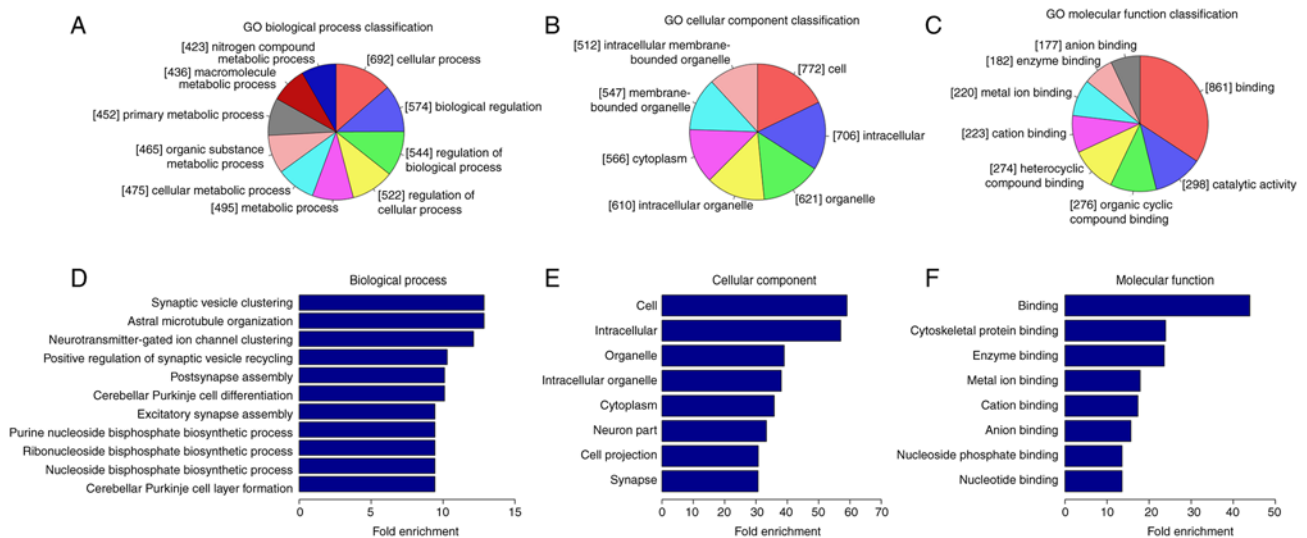 A
GO biological process classification
[423] nitrogen compound
metabolic process
[692] cellular process
[436] macromolecule
metabolic process
[574] biological regulation
[452] primary metabolic process
[544] regulation of
biological process
[465] organic substance
metabolic process
[475] cellular metabolic process
[522] regulation of
cellular process
[495] metabolic process
B
GO cellular component classification
[512] intracellular membrane-
bounded organelle
[772] cell
[547] membrane-
bounded organelle
[706] intracellular
[566] cytoplasm
[610] intracellular organelle
[621] organelle
C
GO molecular function classification
[177] anion binding
[182] enzyme binding
[861] binding
[220] metal ion binding
[223] cation binding
[274] heterocyclic
compound binding
[298] catalytic activity
[276] organic cyclic
compound binding
D
Biological process
Synaptic vesicle clustering
Astral microtubule organization
Neurotransmitter-gated ion channel clustering
Positive regulation of synaptic vesicle recycling
Postsynapse assembly
Cerebellar Purkinje cell differentiation
Excitatory synapse assembly
Purine nucleoside bisphosphate biosynthetic process
Ribonucleoside bisphosphate biosynthetic process
Nucleoside bisphosphate biosynthetic process
Cerebellar Purkinje cell layer formation
0 5 10 15
Fold enrichment
E
Cellular component
Cell
Intracellular
Organelle
Intracellular organelle
Cytoplasm
Neuron part
Cell projection
Synapse
0 10 20 30 40 50 60 70
Fold enrichment
F
Molecular function
Binding
Cytoskeletal protein binding
Enzyme binding
Metal ion binding
Cation binding
Anion binding
Nucleoside phosphate binding
Nucleotide binding
0 10 20 30 40 50
Fold enrichment